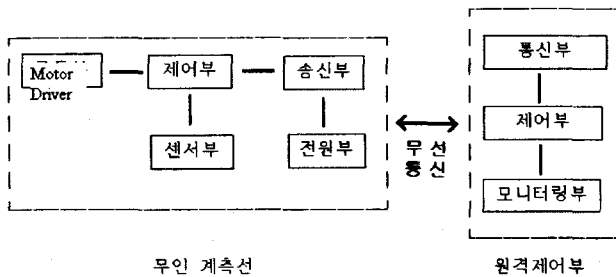 Motor
Driver
제어부
송신부
센서부
전원부
무선
통신
통신부
제어부
모니터링부
무인 계측선
원격제어부